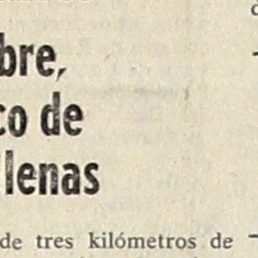 bre,
co de
lenas
de tres kilómetros de